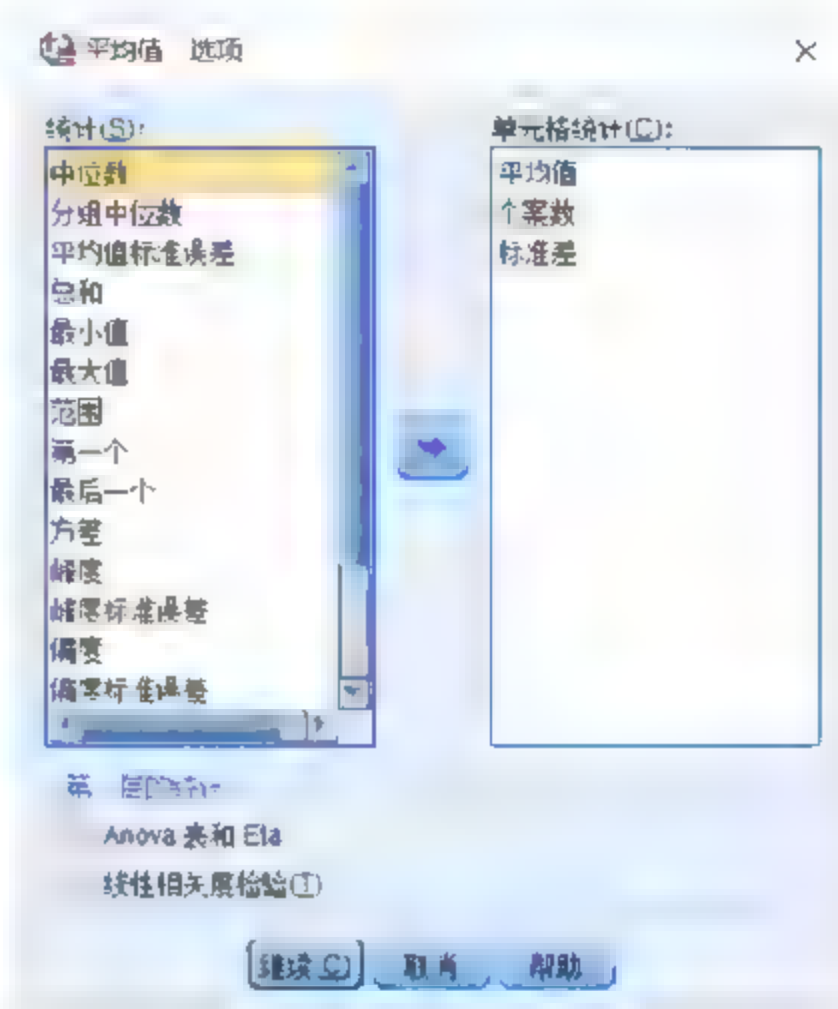 平均值 选项
统计(S):
中位数
分组中位数
平均值标准误差
总和
最小值
最大值
范围
第一个
最后一个
方差
峰度
峰度标准误差
偏度
偏度标准误差
单元格统计(C):
平均值
个案数
标准差
Anova 表和 Eta
线性相关度检验(T)
继续(C) 取消 帮助